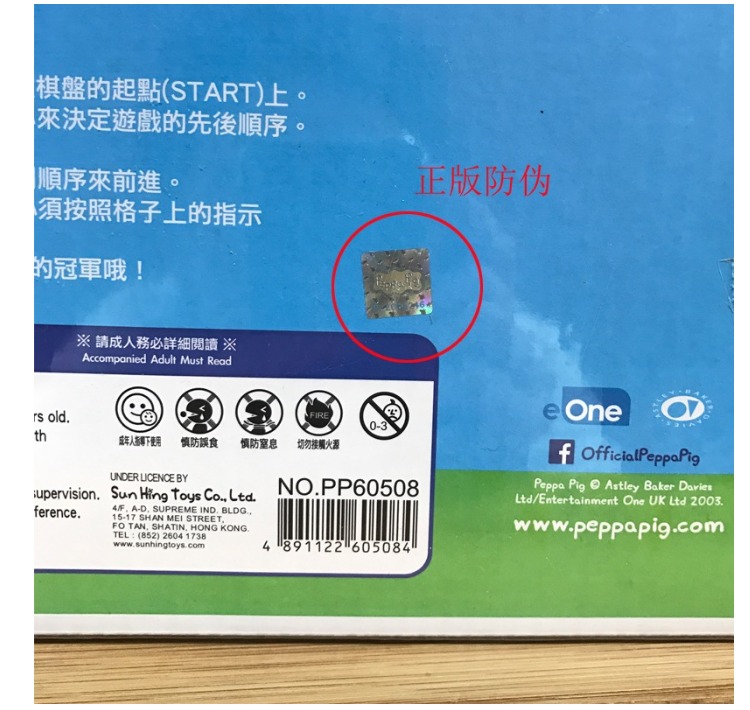 棋盤的起點(START)上。
來決定遊戲的先後順序。
順序來前進。
須按照格子上的指示
的冠軍哦！
正版防伪
Peppa Pig
※ 請成人務必詳細閱讀 ※
Accompanied Adult Must Read
rs old.
th
upervision.
ference.
FIRE
0-3
成年人指導下使用
慎防誤食
慎防窒息
切勿接觸火源
UNDER LICENCE BY
Sun Hing Toys Co., Ltd.
4/F, A-D, SUPREME IND. BLDG.,
15-17 SHAN MEI STREET,
FO TAN, SHATIN, HONG KONG.
TEL : (852) 2604 1738
www.sunhingtoys.com
NO.PP60508
4 891122 605084
eOne
ASTLEY BAKER DAVIES
f OfficialPeppaPig
Peppa Pig © Astley Baker Davies
Ltd/Entertainment One UK Ltd 2003.
www.peppapig.com